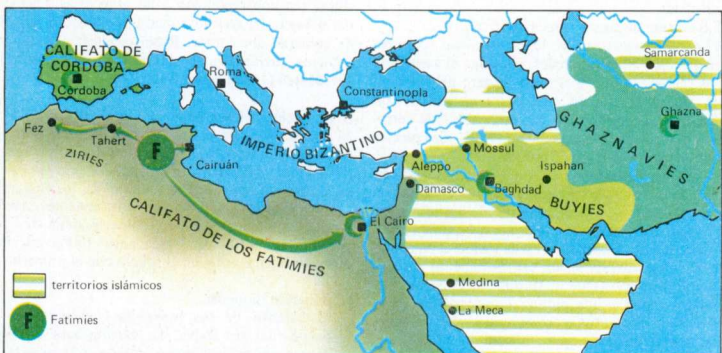 CALIFATO DE
CORDOBA
Córdoba
Roma
Constantinopla
Samarcanda
Ghazna
GHAZNAVIES
Fez
Tahert
ZIRIES
F
Cairuán
IMPERIO BIZANTINO
Aleppo
Mossul
Ispahan
Damasco
Baghdad
BUYIES
CALIFATO DE LOS FATIMIES
El Cairo
Medina
La Meca
territorios islámicos
F
Fatimies